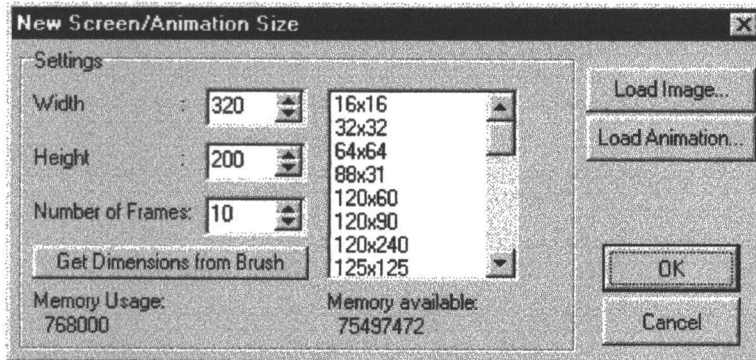 New Screen/Animation Size
Settings
Width : 320
Height : 200
Number of Frames: 10
Get Dimensions from Brush
Memory Usage:
768000
16x16
32x32
64x64
88x31
120x60
120x90
120x240
125x125
Memory available:
75497472
Load Image...
Load Animation...
OK
Cancel